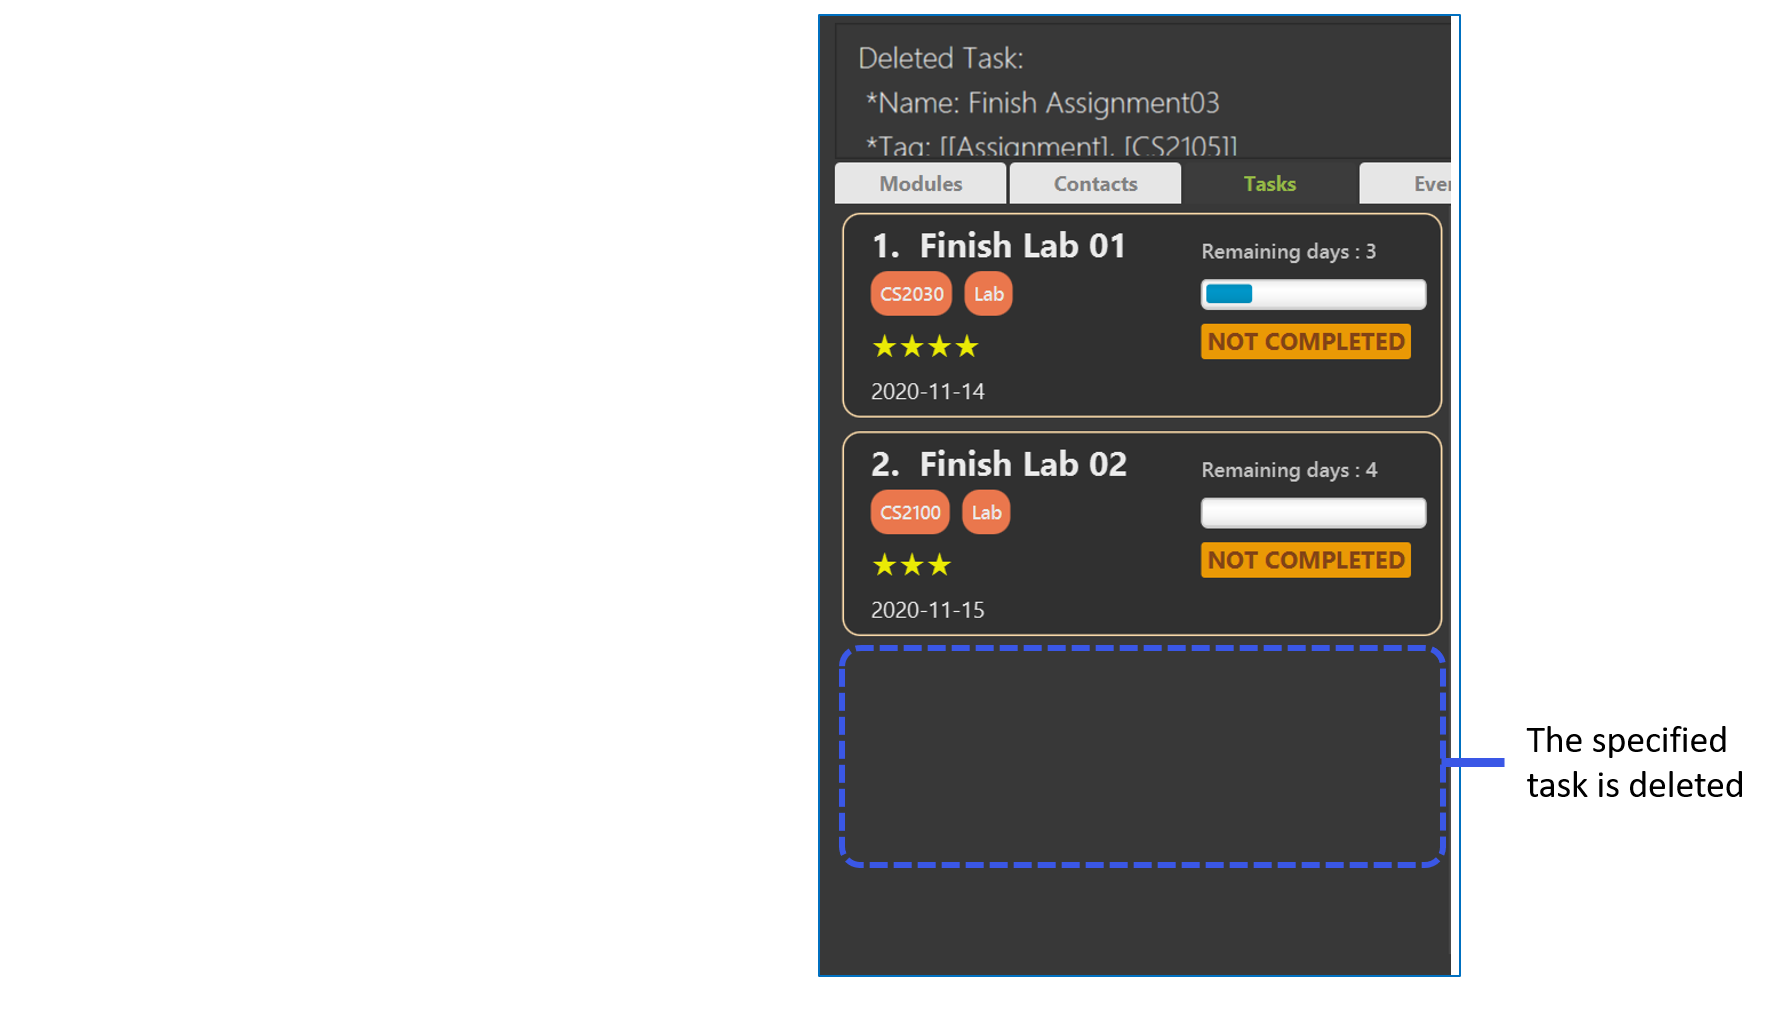 Deleted Task:
*Name: Finish Assignment03
*Tag: [[Assignment], [CS2105]]
Modules
Contacts
Tasks
1. Finish Lab 01
Remaining days : 3
CS2030
Lab
★★★★
NOT COMPLETED
2020-11-14
2. Finish Lab 02
Remaining days : 4
CS2100
Lab
★★★
NOT COMPLETED
2020-11-15
The specified
task is deleted